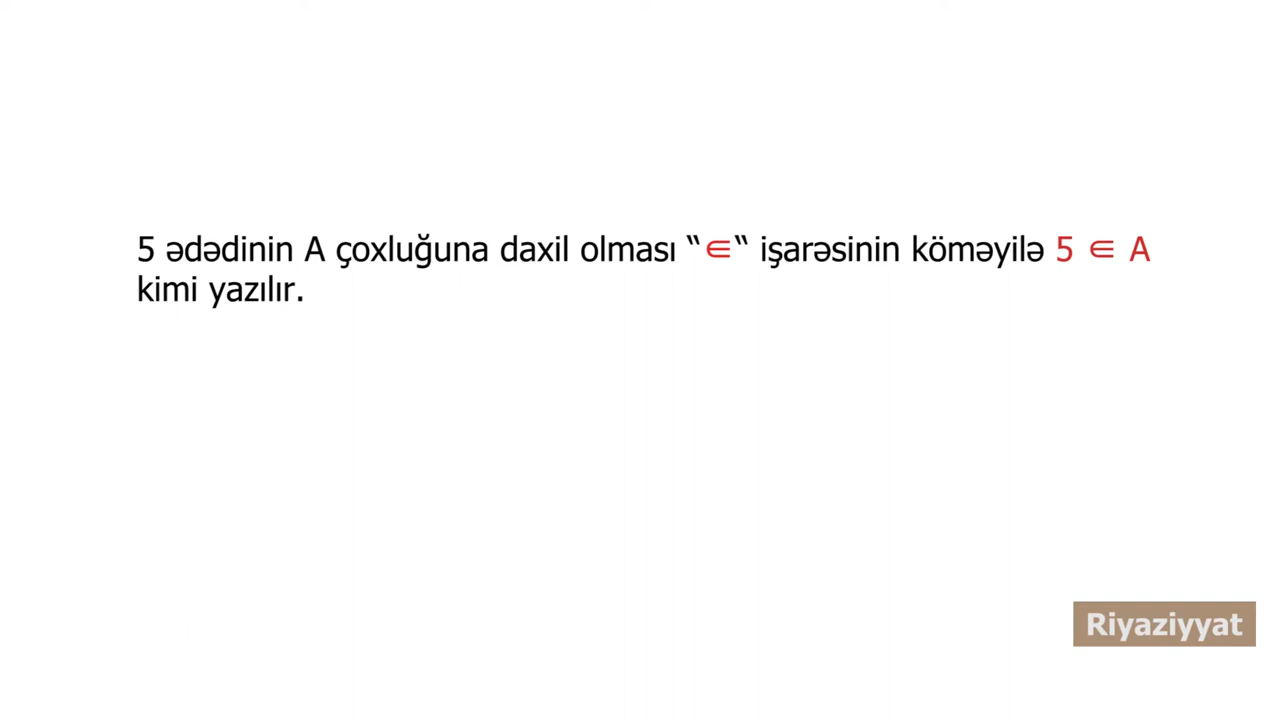 5 ədədinin A çoxluğuna daxil olması “∈“ işarəsinin köməyilə 5 ∈ A
kimi yazılır.
Riyaziyyat